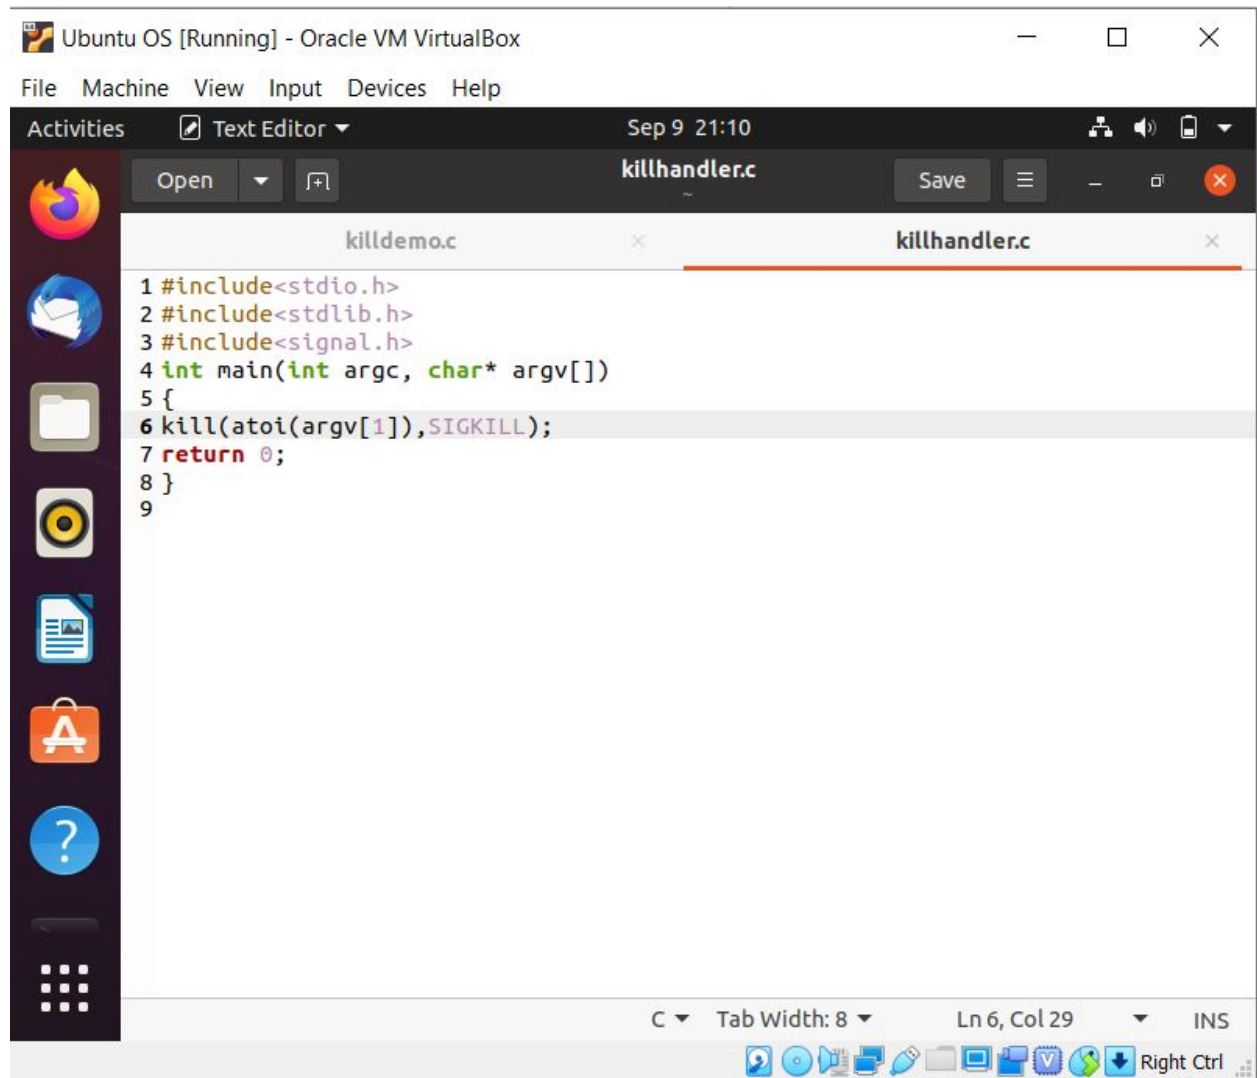 Ubuntu OS [Running] - Oracle VM VirtualBox
File Machine View Input Devices Help
Activities Text Editor Sep 9 21:10
Open killhandler.c Save
~
killdemo.c killhandler.c
1 #include<stdio.h>
2 #include<stdlib.h>
3 #include<signal.h>
4 int main(int argc, char* argv[])
5 {
6 kill(atoi(argv[1]),SIGKILL);
7 return 0;
8 }
9
C Tab Width: 8 Ln 6, Col 29 INS
Right Ctrl